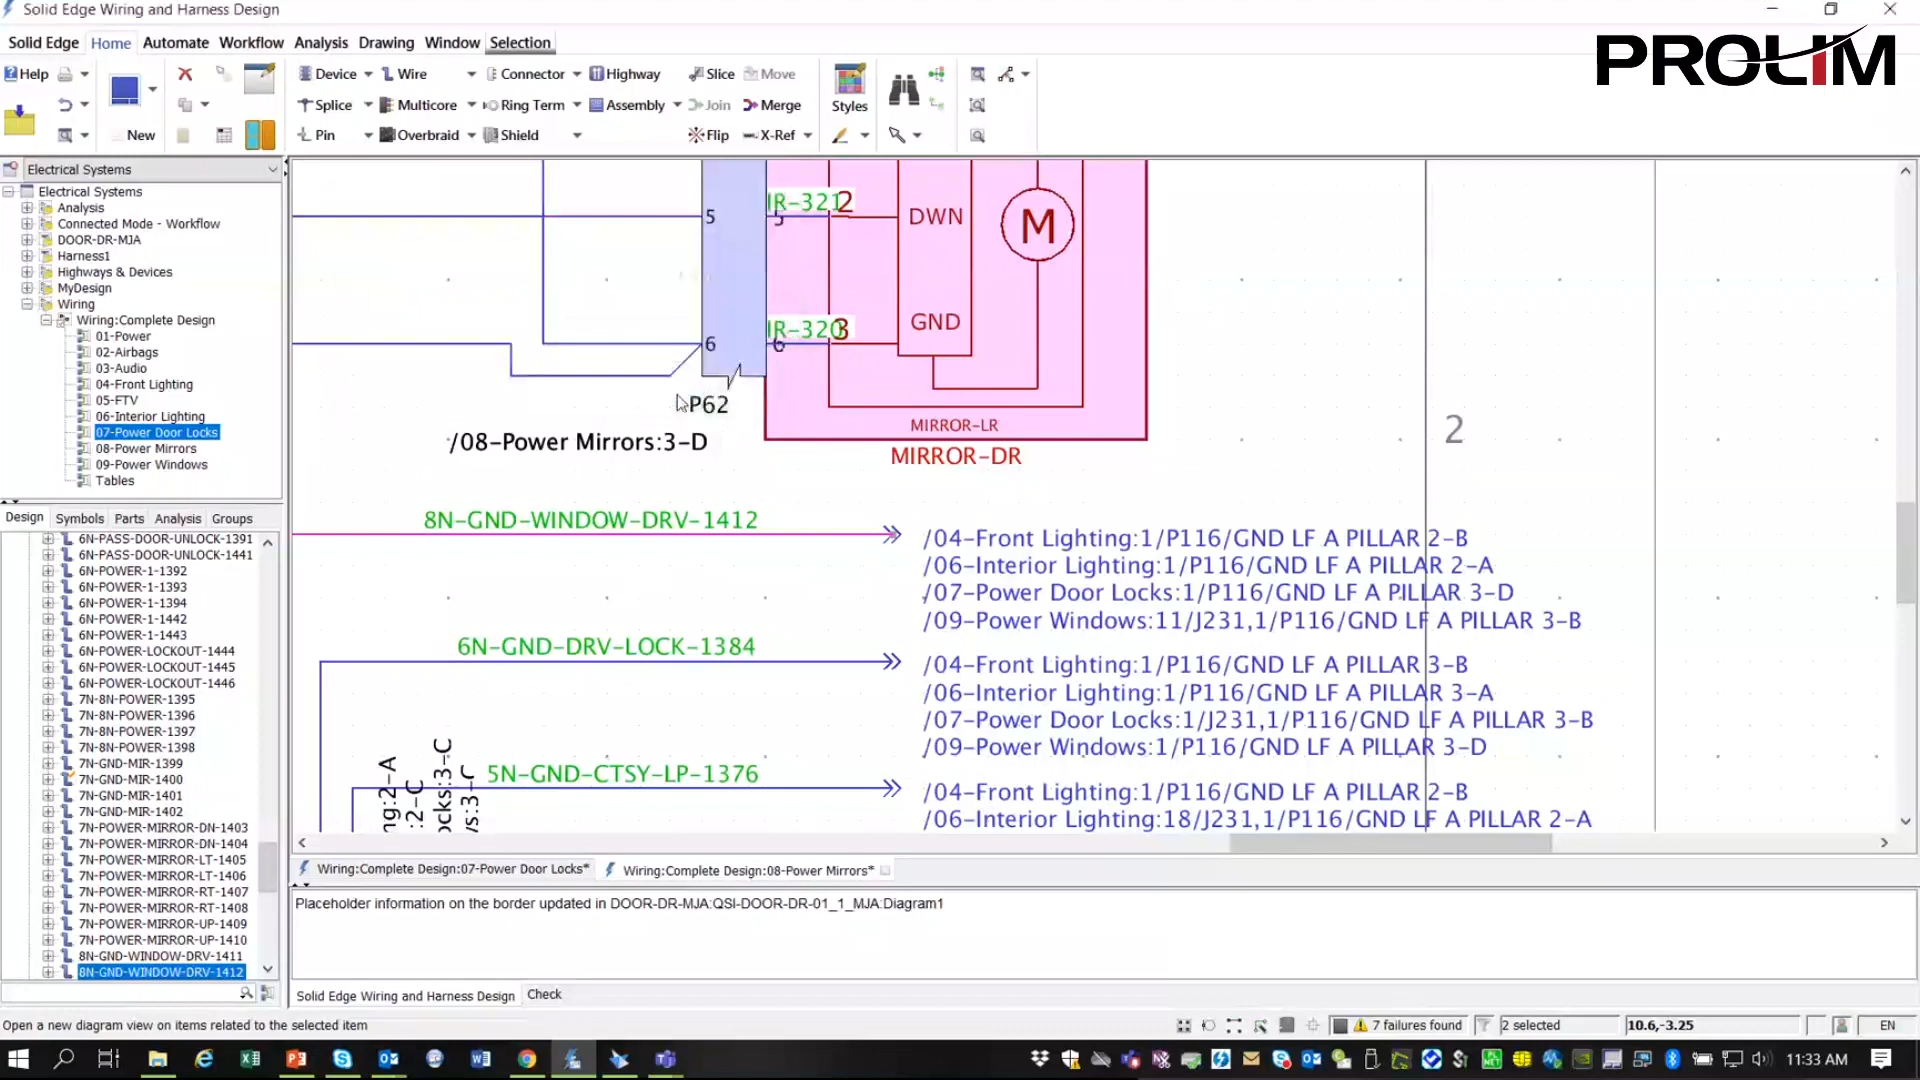 Solid Edge Wiring and Harness Design
PROLIM
Solid Edge Home Automate Workflow Analysis Drawing Window Selection
Help Device Wire Connector Highway Slice Move
Splice Multicore Ring Term Assembly Join Merge Styles
New Pin Overbraid Shield Flip X-Ref
Electrical Systems
Electrical Systems
Analysis
Connected Mode - Workflow
DOOR-DR-MJA
Harness1
Highways & Devices
MyDesign
Wiring
Wiring:Complete Design
01-Power
02-Airbags
03-Audio
04-Front Lighting
05-FTV
06-Interior Lighting
07-Power Door Locks
08-Power Mirrors
09-Power Windows
Tables
Design Symbols Parts Analysis Groups
6N-PASS-DOOR-UNLOCK-1391
6N-PASS-DOOR-UNLOCK-1441
6N-POWER-1-1392
6N-POWER-1-1393
6N-POWER-1-1394
6N-POWER-1-1442
6N-POWER-1-1443
6N-POWER-LOCKOUT-1444
6N-POWER-LOCKOUT-1445
6N-POWER-LOCKOUT-1446
7N-8N-POWER-1395
7N-8N-POWER-1396
7N-8N-POWER-1397
7N-8N-POWER-1398
7N-GND-MIR-1399
7N-GND-MIR-1400
7N-GND-MIR-1401
7N-GND-MIR-1402
7N-POWER-MIRROR-DN-1403
7N-POWER-MIRROR-DN-1404
7N-POWER-MIRROR-LT-1405
7N-POWER-MIRROR-LT-1406
7N-POWER-MIRROR-RT-1407
7N-POWER-MIRROR-RT-1408
7N-POWER-MIRROR-UP-1409
7N-POWER-MIRROR-UP-1410
8N-GND-WINDOW-DRV-1411
8N-GND-WINDOW-DRV-1412
5 IR-321 2 5 DWN M
6 IR-320 3 6 GND
P62
/08-Power Mirrors:3-D
MIRROR-LR
MIRROR-DR
2
8N-GND-WINDOW-DRV-1412
/04-Front Lighting:1/P116/GND LF A PILLAR 2-B
/06-Interior Lighting:1/P116/GND LF A PILLAR 2-A
/07-Power Door Locks:1/P116/GND LF A PILLAR 3-D
/09-Power Windows:11/J231,1/P116/GND LF A PILLAR 3-B
6N-GND-DRV-LOCK-1384
/04-Front Lighting:1/P116/GND LF A PILLAR 3-B
/06-Interior Lighting:1/P116/GND LF A PILLAR 3-A
/07-Power Door Locks:1/J231,1/P116/GND LF A PILLAR 3-B
/09-Power Windows:1/P116/GND LF A PILLAR 3-D
5N-GND-CTSY-LP-1376
/04-Front Lighting:1/P116/GND LF A PILLAR 2-B
/06-Interior Lighting:18/J231,1/P116/GND LF A PILLAR 2-A
ng:2-A
:2-C
ocks:3-C
vs:3-C
Wiring:Complete Design:07-Power Door Locks* Wiring:Complete Design:08-Power Mirrors*
Placeholder information on the border updated in DOOR-DR-MJA:QSI-DOOR-DR-01_1_MJA:Diagram1
Solid Edge Wiring and Harness Design Check
Open a new diagram view on items related to the selected item
7 failures found 2 selected 10.6,-3.25 EN
11:33 AM